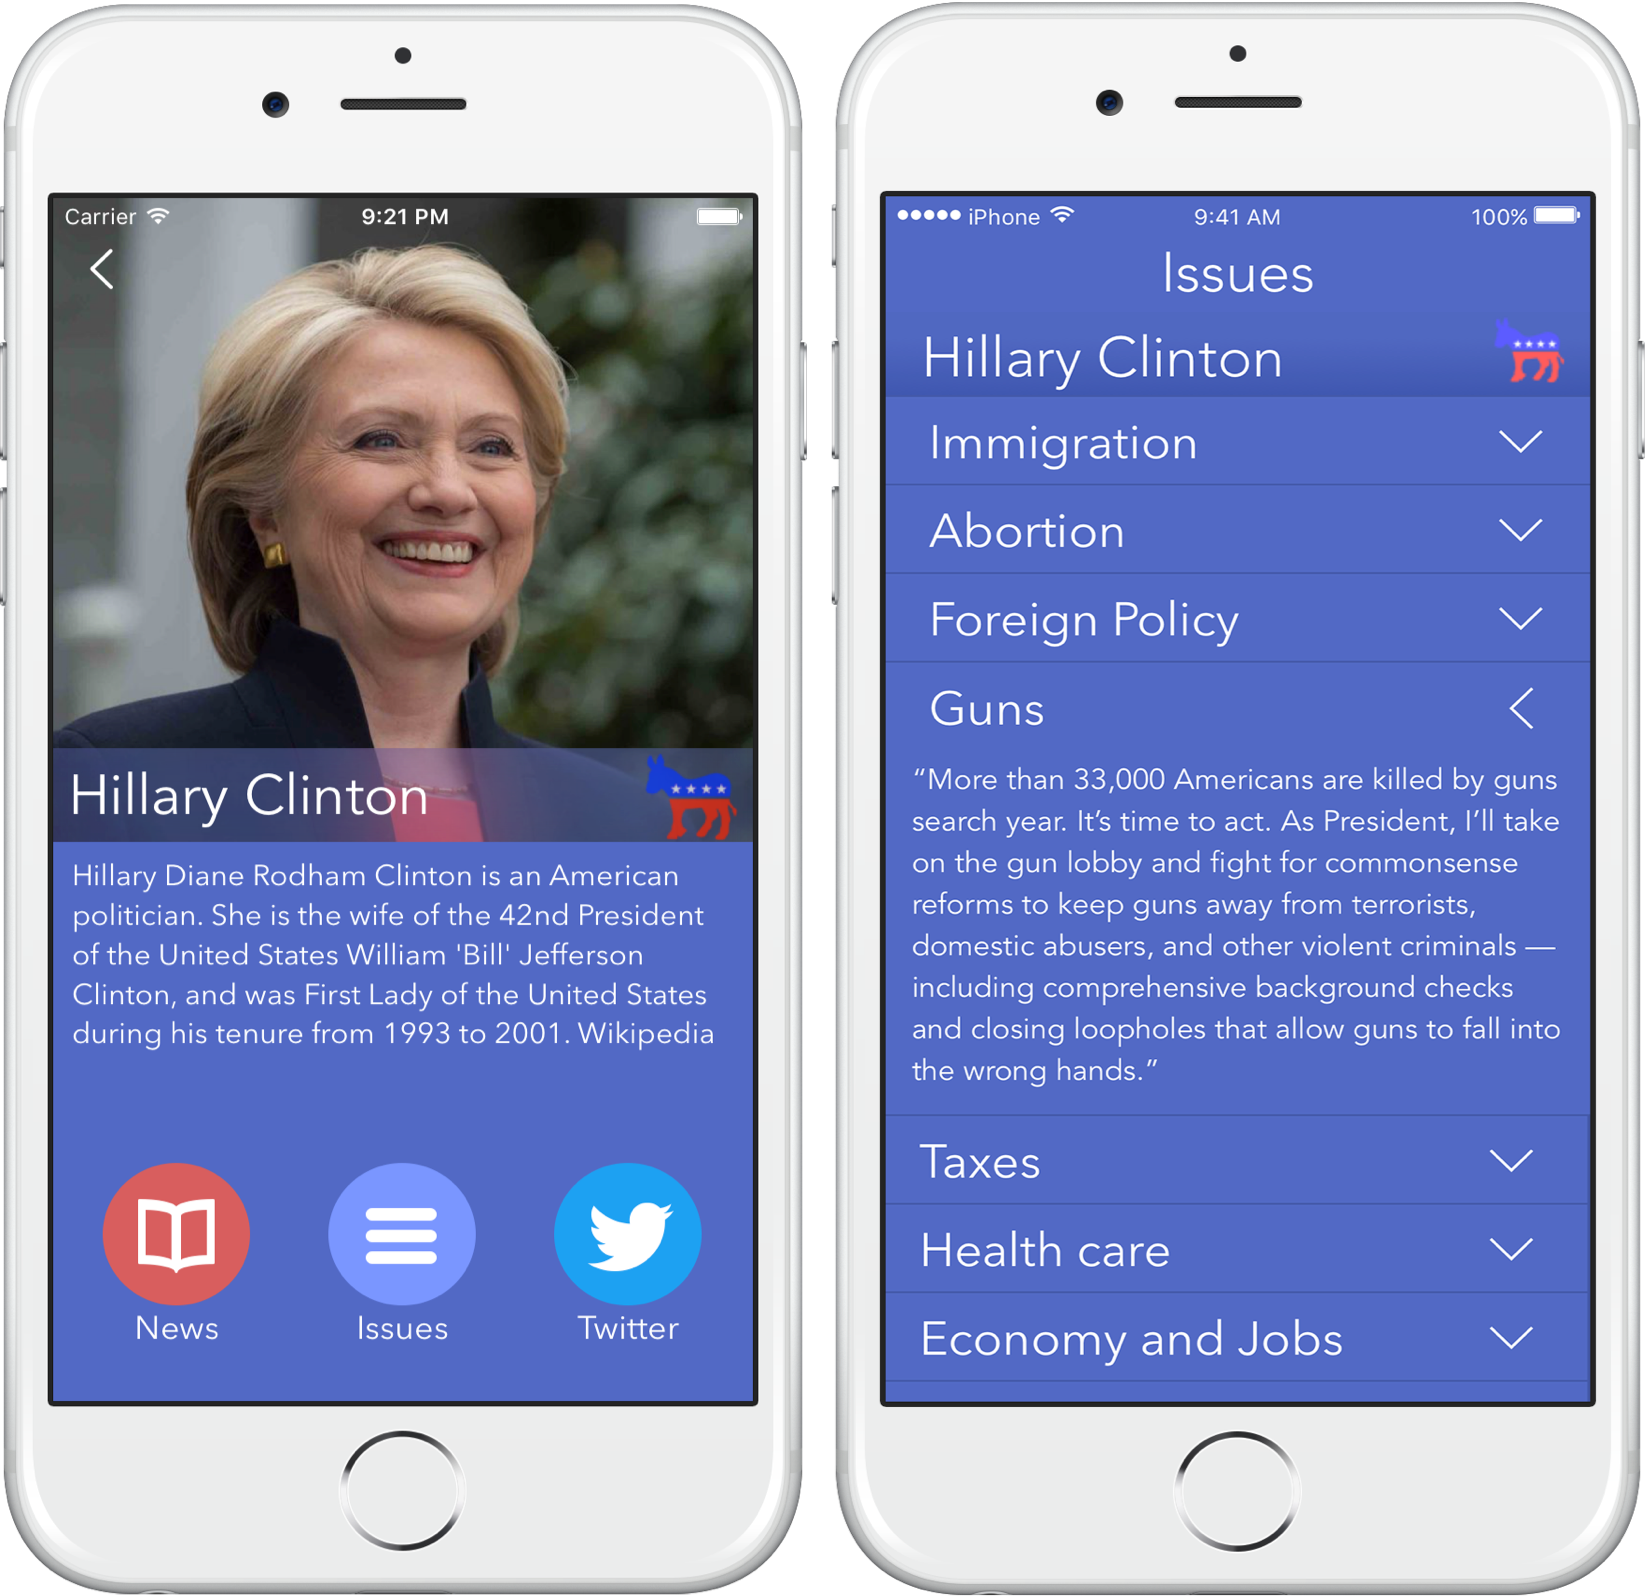 Carrier
9:21 PM
Hillary Clinton
Hillary Diane Rodham Clinton is an American
politician. She is the wife of the 42nd President
of the United States William 'Bill' Jefferson
Clinton, and was First Lady of the United States
during his tenure from 1993 to 2001. Wikipedia
News
Issues
Twitter
iPhone
9:41 AM
100%
Issues
Hillary Clinton
Immigration
Abortion
Foreign Policy
Guns
“More than 33,000 Americans are killed by guns
search year. It’s time to act. As President, I’ll take
on the gun lobby and fight for commonsense
reforms to keep guns away from terrorists,
domestic abusers, and other violent criminals —
including comprehensive background checks
and closing loopholes that allow guns to fall into
the wrong hands.”
Taxes
Health care
Economy and Jobs